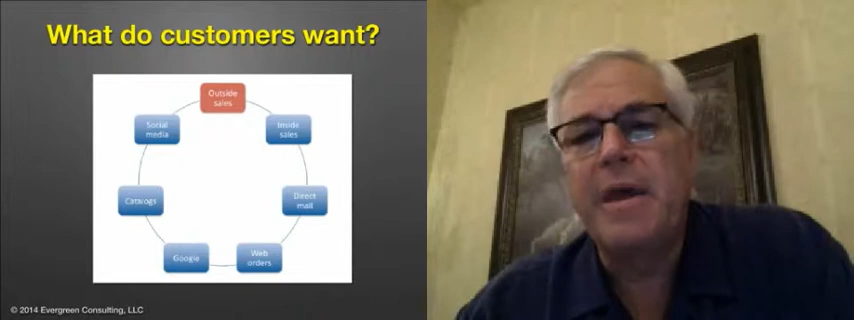 What do customers want?
Outside
sales
Inside
sales
Direct
mail
Web
orders
Google
Catalogs
Social
media
© 2014 Evergreen Consulting, LLC